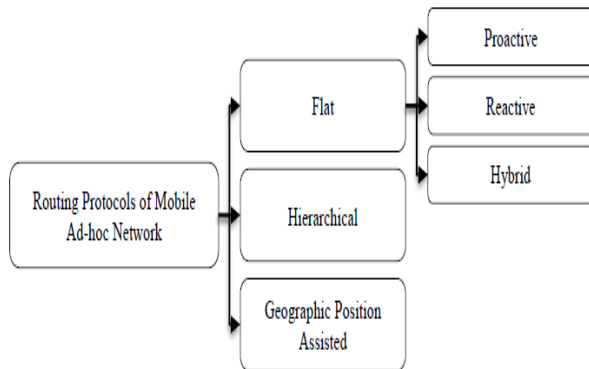 Routing Protocols of Mobile
Ad-hoc Network
Flat
Hierarchical
Geographic Position
Assisted
Proactive
Reactive
Hybrid